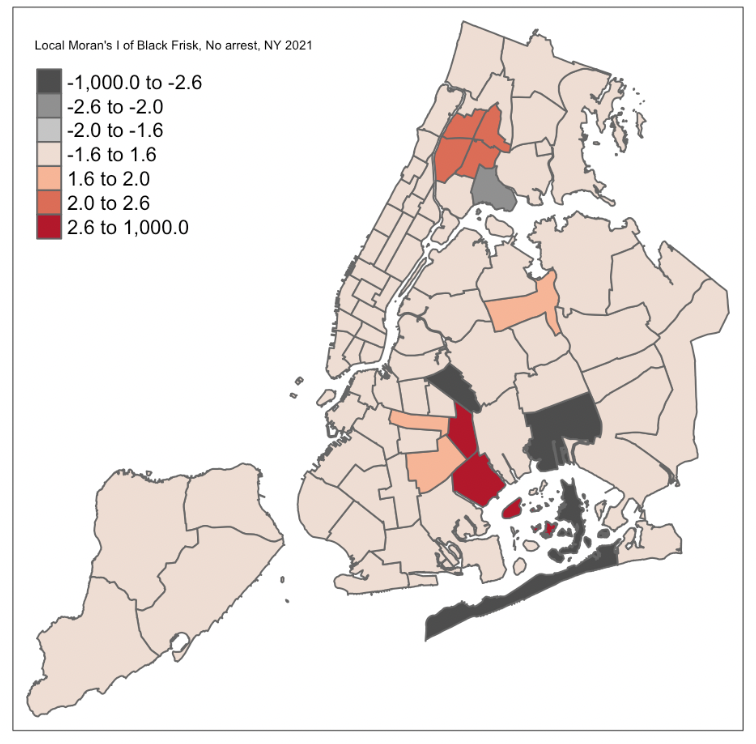 Local Moran's I of Black Frisk, No arrest, NY 2021
-1,000.0 to -2.6
-2.6 to -2.0
-2.0 to -1.6
-1.6 to 1.6
1.6 to 2.0
2.0 to 2.6
2.6 to 1,000.0